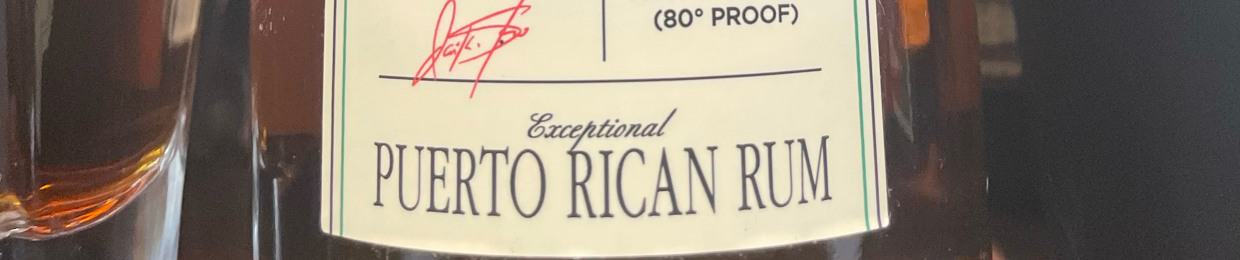 (80° PROOF)
Exceptional
PUERTO RICAN RUM